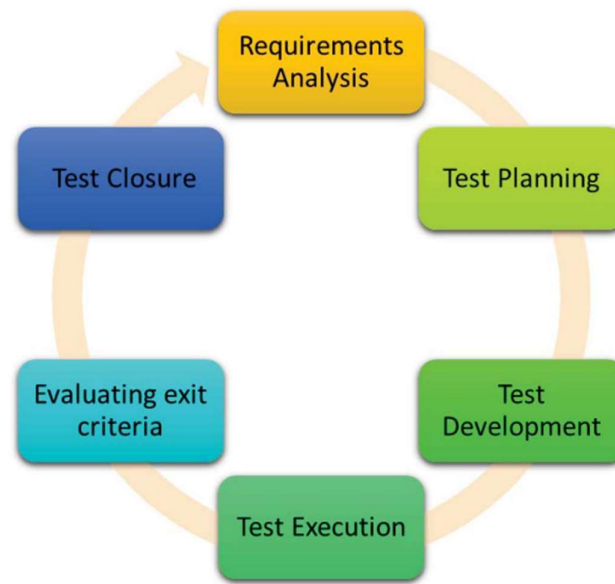 Requirements
Analysis
Test Planning
Test
Development
Test Execution
Evaluating exit
criteria
Test Closure